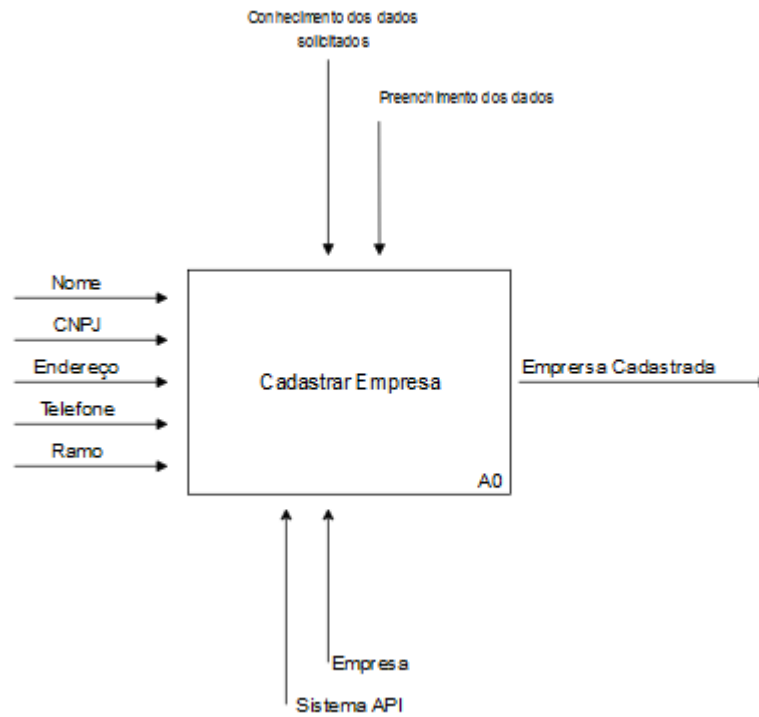 Conhecimento dos dados
solicitados
Preenchimento dos dados
Nome
CNPJ
Endereço
Telefone
Ramo
Cadastrar Empresa
A0
Emprersa Cadastrada
Empresa
Sistema API